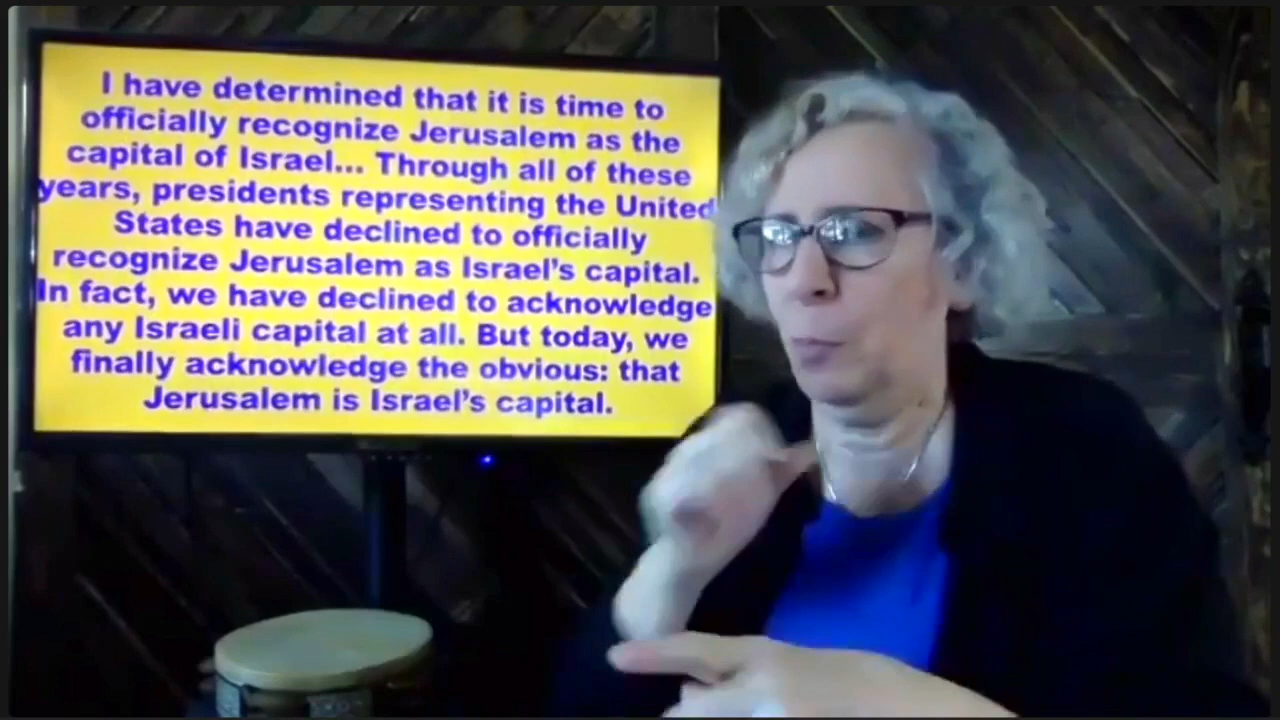 I have determined that it is time to
officially recognize Jerusalem as the
capital of Israel... Through all of these
years, presidents representing the United
States have declined to officially
recognize Jerusalem as Israel's capital.
In fact, we have declined to acknowledge
any Israeli capital at all. But today, we
finally acknowledge the obvious: that
Jerusalem is Israel's capital.